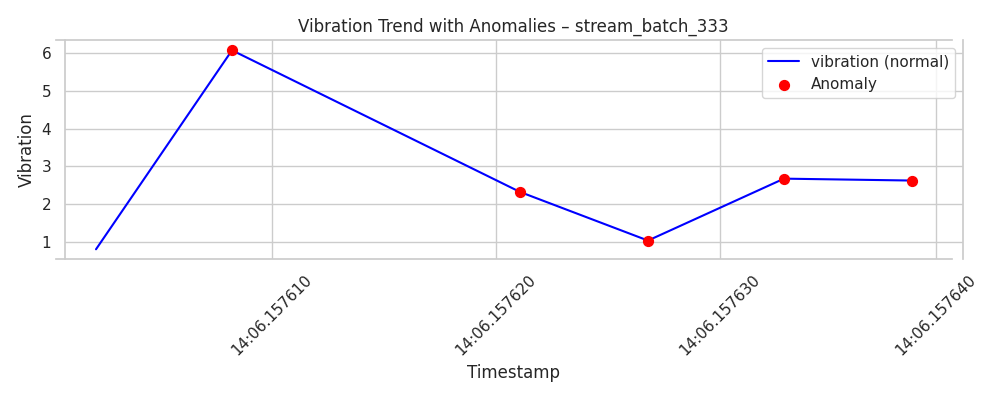 Vibration Trend with Anomalies – stream_batch_333
vibration (normal)
Anomaly
Vibration
6
5
4
3
2
1
14:06.157610
14:06.157620
14:06.157630
14:06.157640
Timestamp